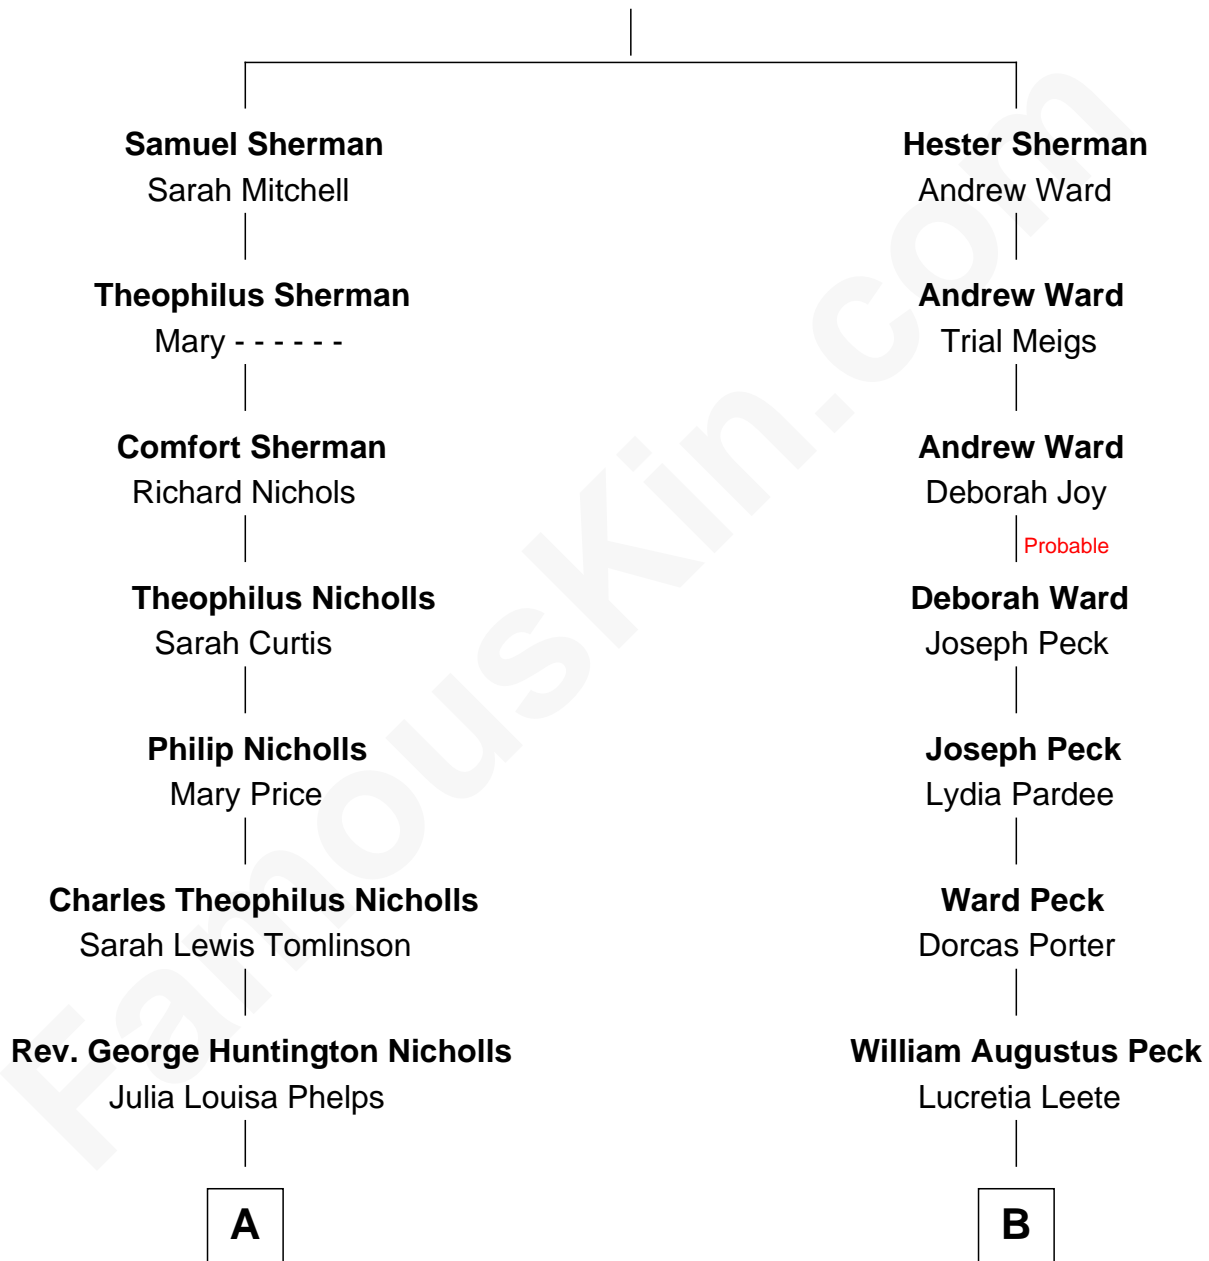 Samuel Sherman
Sarah Mitchell
Theophilus Sherman
Mary - - - - - -
Comfort Sherman
Richard Nichols
Theophilus Nicholls
Sarah Curtis
Philip Nicholls
Mary Price
Charles Theophilus Nicholls
Sarah Lewis Tomlinson
Rev. George Huntington Nicholls
Julia Louisa Phelps
A
Hester Sherman
Andrew Ward
Andrew Ward
Trial Meigs
Andrew Ward
Deborah Joy
Probable
Deborah Ward
Joseph Peck
Joseph Peck
Lydia Pardee
Ward Peck
Dorcas Porter
William Augustus Peck
Lucretia Leete
B
FamousKin.com